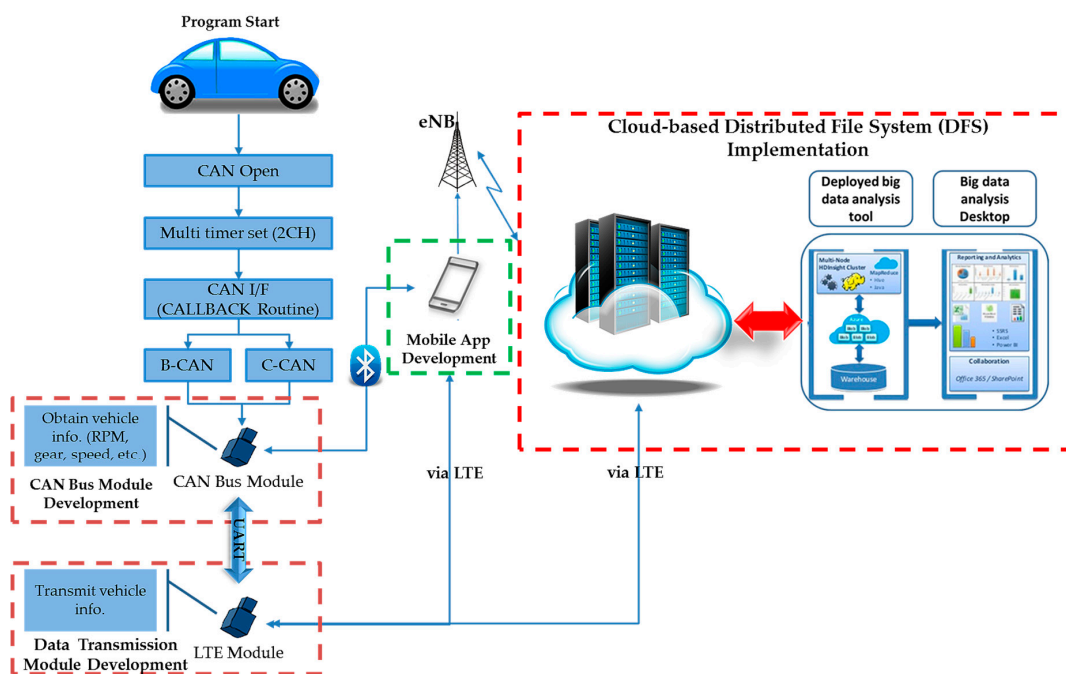 Program Start
CAN Open
Multi timer set (2CH)
CAN I/F
(CALLBACK Routine)
B-CAN
C-CAN
Obtain vehicle
info. (RPM,
gear, speed, etc )
CAN Bus Module
Development
CAN Bus Module
UART
Transmit vehicle
info.
Data Transmission
Module Development
LTE Module
eNB
Mobile App
Development
via LTE
via LTE
Cloud-based Distributed File System (DFS)
Implementation
Deployed big
data analysis
tool
Big data
analysis
Desktop
Multi-Node
HDInsight Cluster
MapReduce
• Hive
Azure
Warehouse
Reporting and Analytics
• SSRS
• Excel
• Power BI
Collaboration
Office 365 / SharePoint